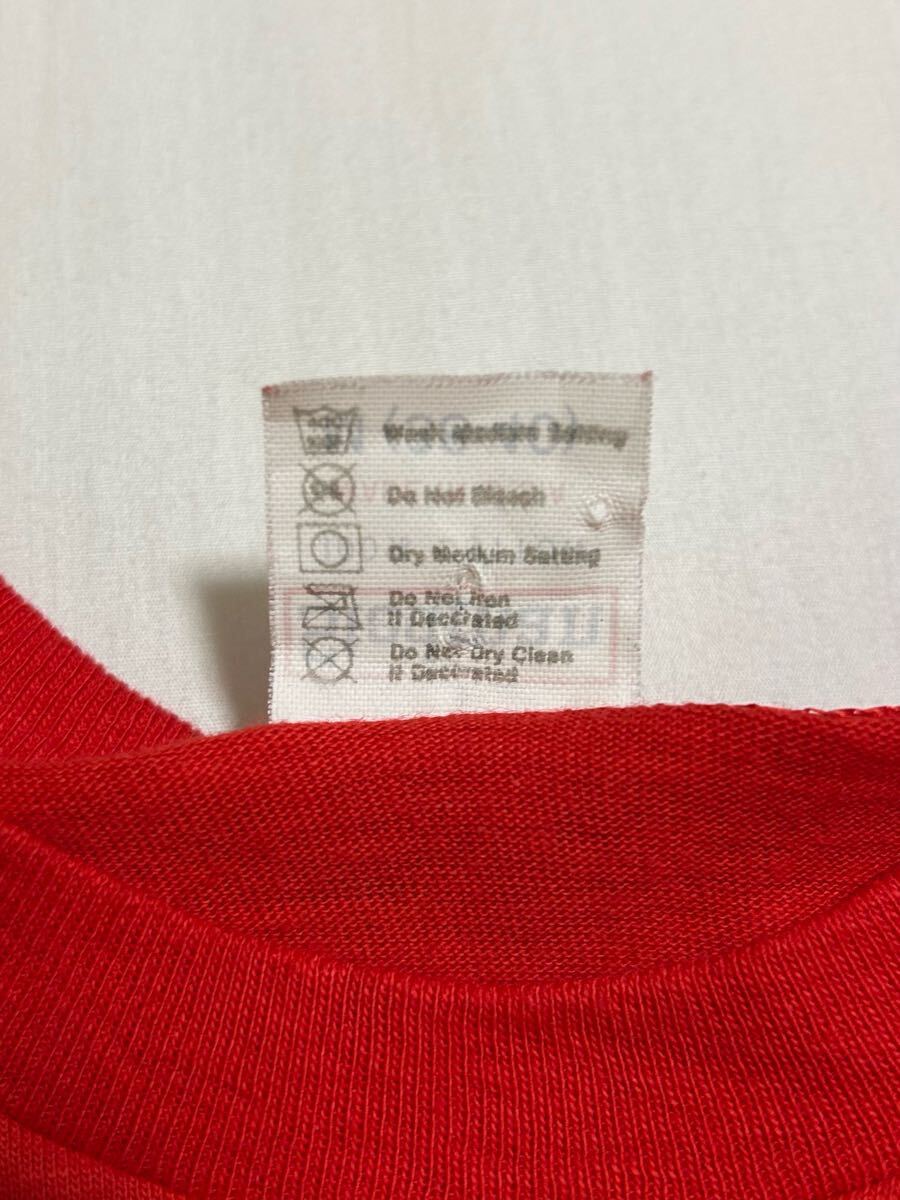 Wash Medium Setting
Do Not Bleach
Dry Medium Setting
Do Not Iron
If Decorated
Do Not Dry Clean
If Decorated